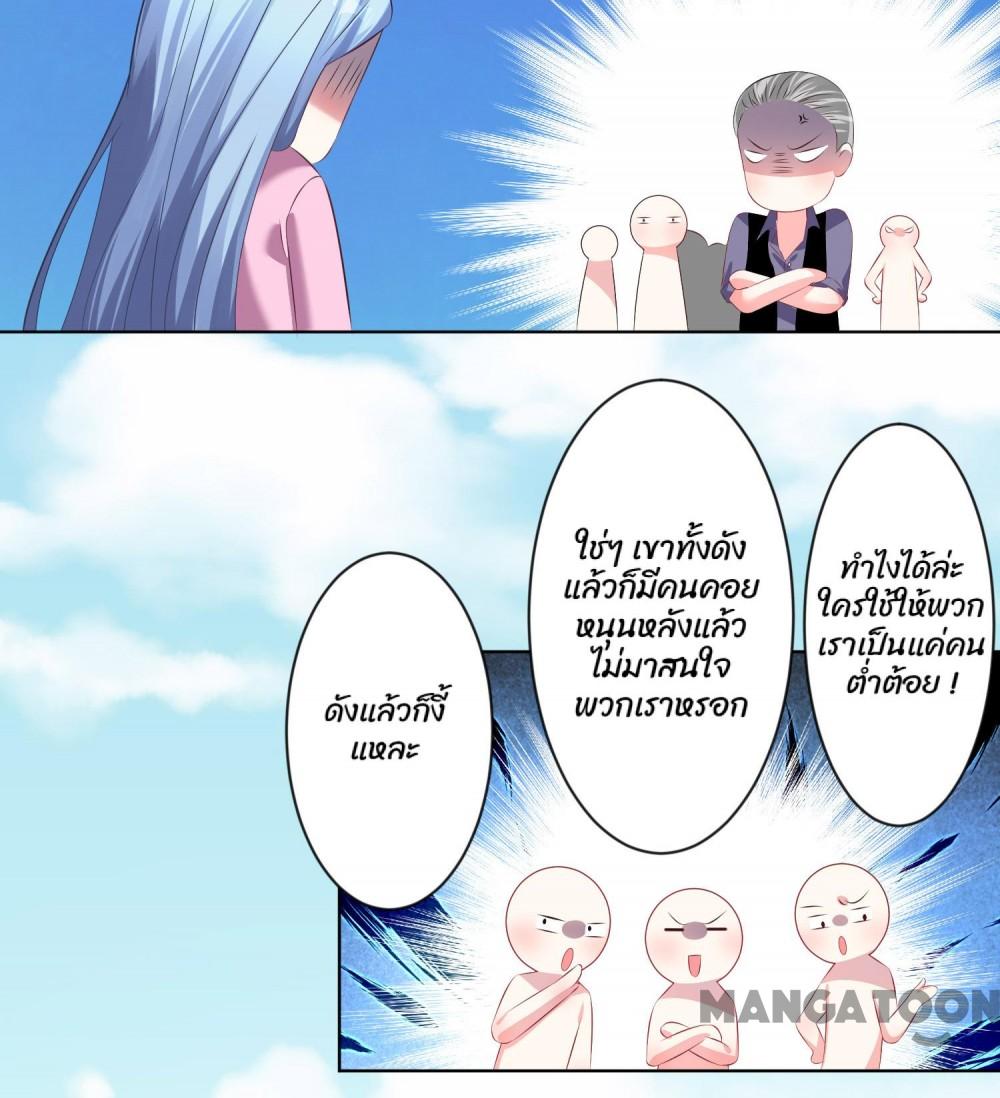 ทำไงได้ล่ะ
ใครใช้ให้พวก
เราเป็นแค่คน
ต่ำต้อย !
ใช่ๆ เขาทั้งดัง
แล้วก็มีคนคอย
หนุนหลังแล้ว
ไม่มาสนใจ
พวกเราหรอก
ดังแล้วก็งี้
แหละ
MANGA TOON